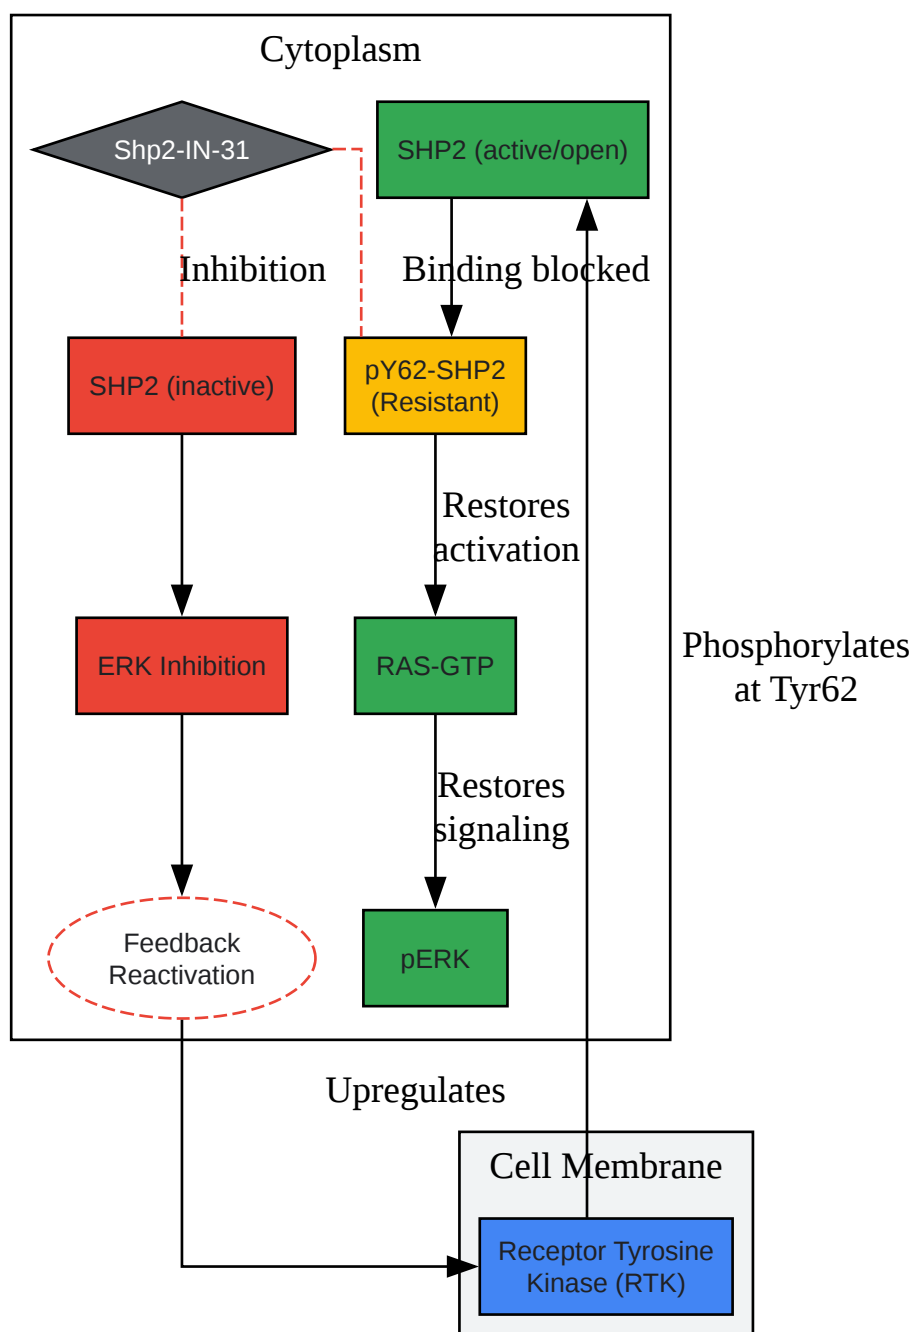 Cytoplasm
Shp2-IN-31
SHP2 (active/open)
Inhibition
Binding blocked
SHP2 (inactive)
pY62-SHP2
(Resistant)
Restores
activation
ERK Inhibition
RAS-GTP
Phosphorylates
at Tyr62
Restores
signaling
Feedback
Reactivation
pERK
Upregulates
Cell Membrane
Receptor Tyrosine
Kinase (RTK)